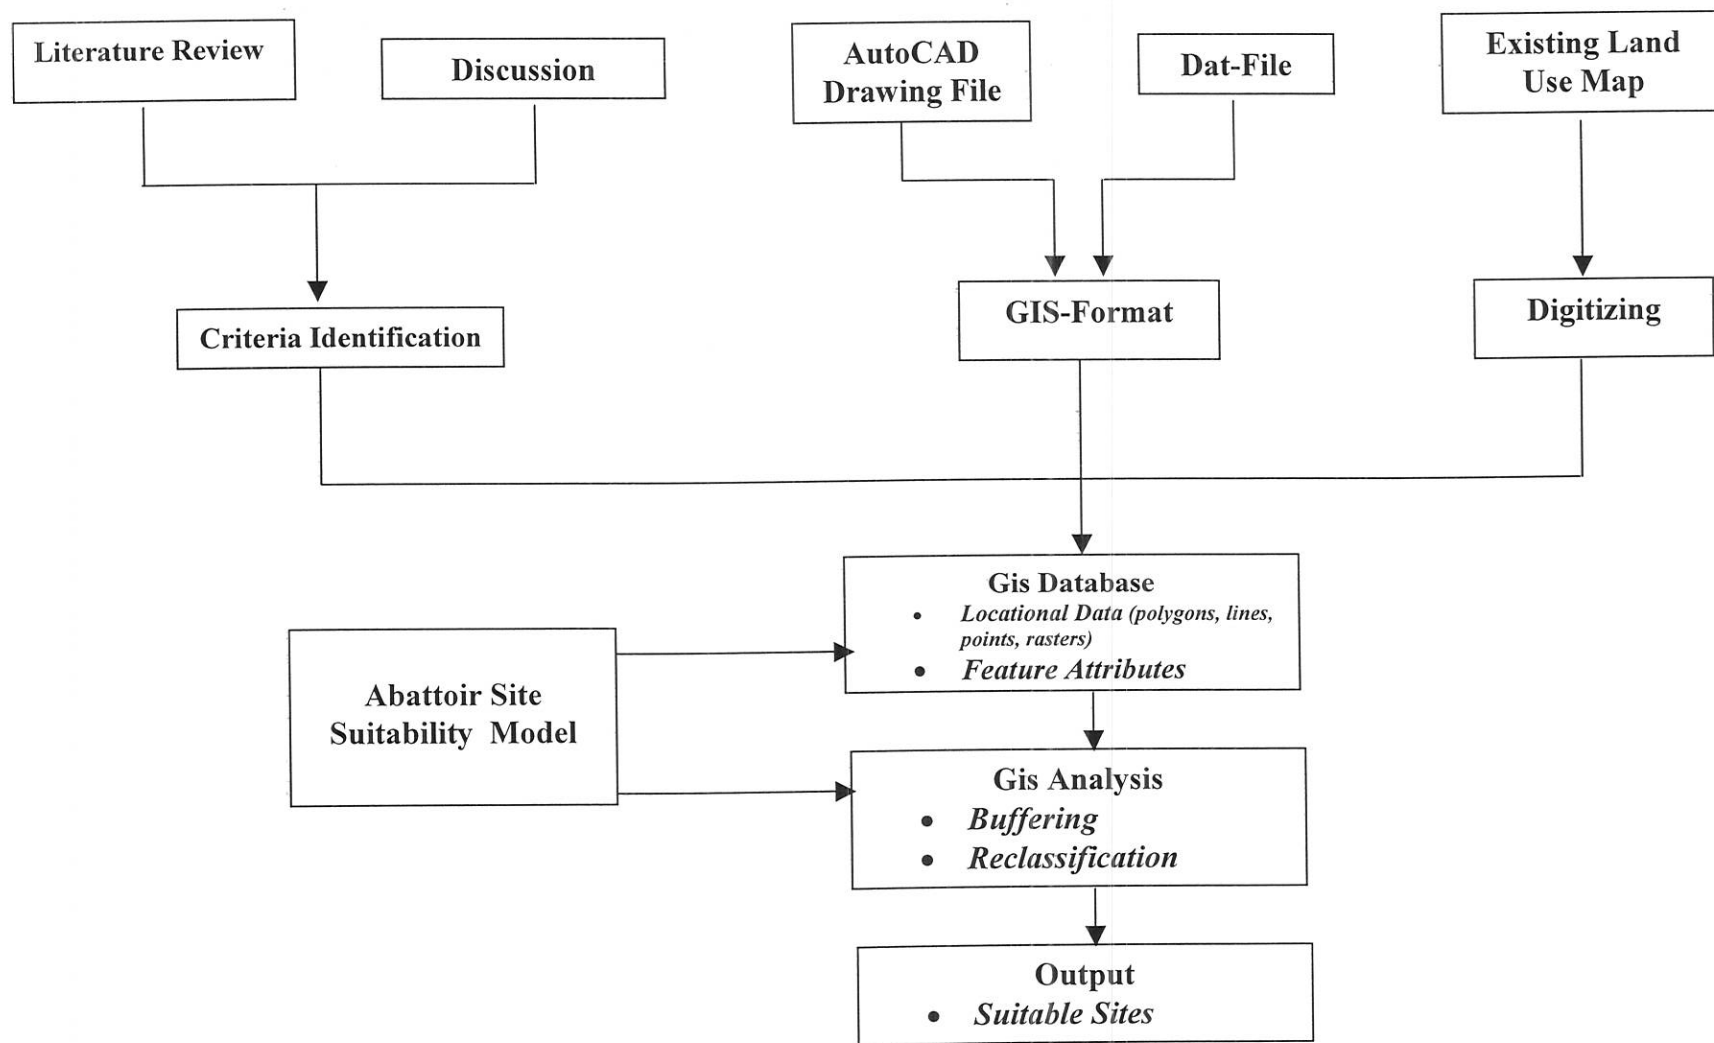 Literature Review
Discussion
AutoCAD
Drawing File
Dat-File
Existing Land
Use Map
Criteria Identification
GIS-Format
Digitizing
Gis Database
• Locational Data (polygons, lines,
points, rasters)
• Feature Attributes
Abattoir Site
Suitability Model
Gis Analysis
• Buffering
• Reclassification
Output
• Suitable Sites